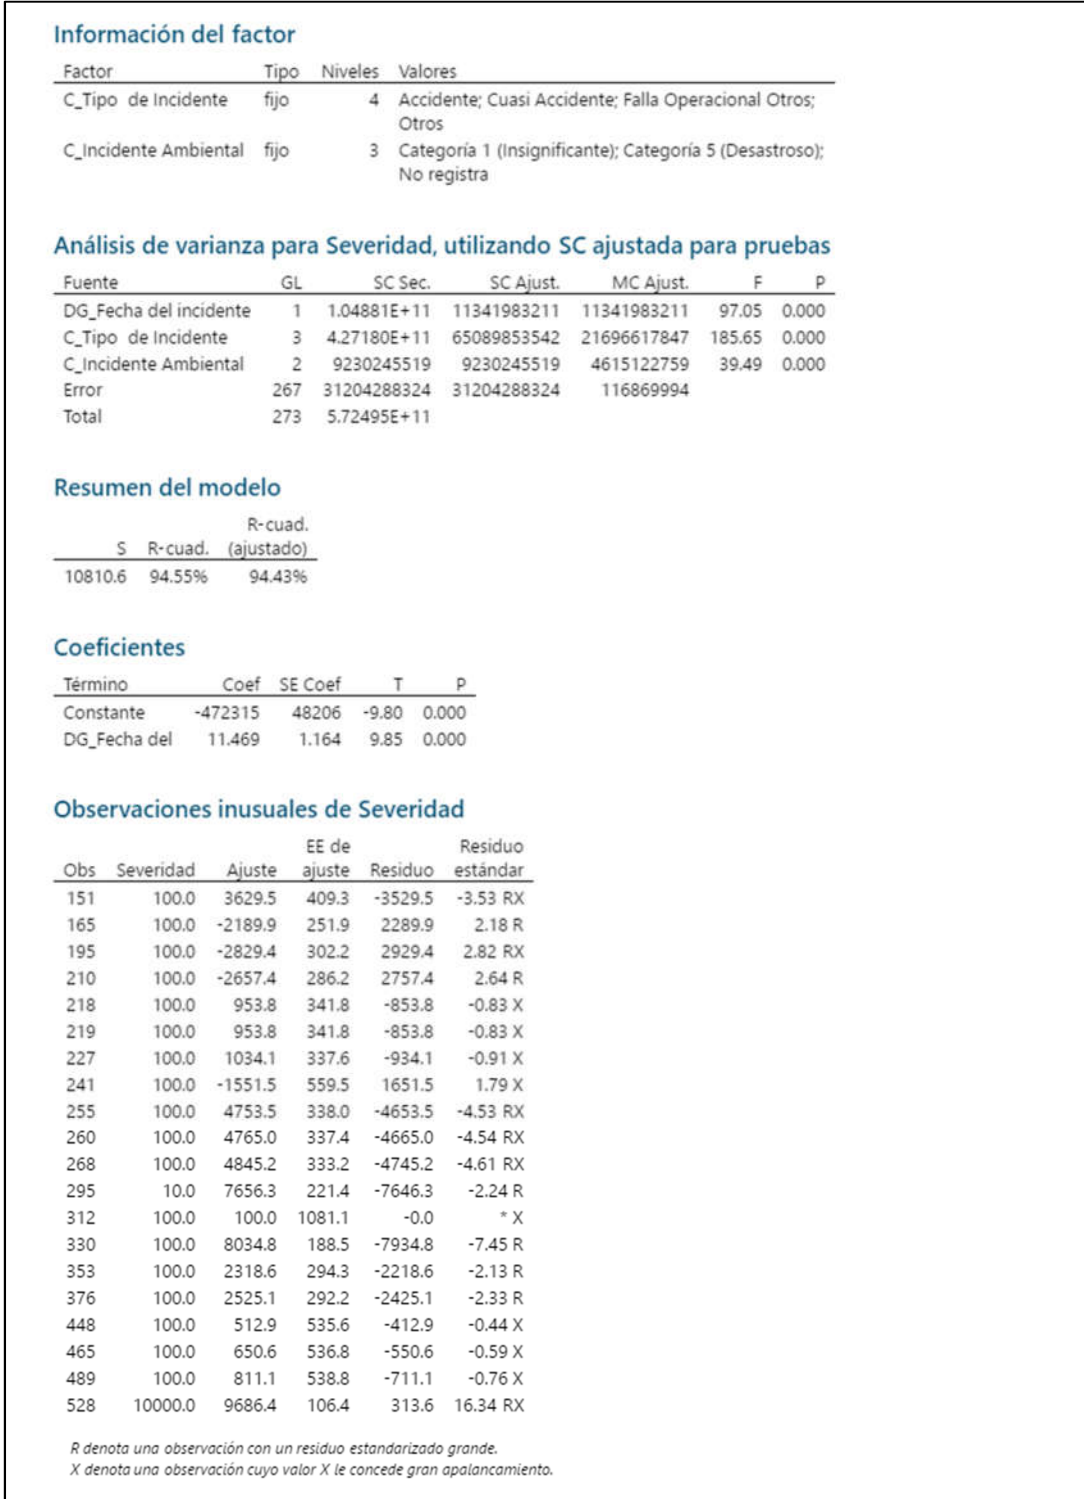 Información del factor
Factor Tipo Niveles Valores
C_Tipo de Incidente fijo 4 Accidente; Cuasi Accidente; Falla Operacional Otros;
Otros
C_Incidente Ambiental fijo 3 Categoría 1 (Insignificante); Categoría 5 (Desastroso);
No registra
Análisis de varianza para Severidad, utilizando SC ajustada para pruebas
Fuente GL SC Sec. SC Ajust. MC Ajust. F P
DG_Fecha del incidente 1 1.04881E+11 11341983211 11341983211 97.05 0.000
C_Tipo de Incidente 3 4.27180E+11 65089853542 21696617847 185.65 0.000
C_Incidente Ambiental 2 9230245519 9230245519 4615122759 39.49 0.000
Error 267 31204288324 31204288324 116869994
Total 273 5.72495E+11
Resumen del modelo
R-cuad.
S R-cuad. (ajustado)
10810.6 94.55% 94.43%
Coeficientes
Término Coef SE Coef T P
Constante -472315 48206 -9.80 0.000
DG_Fecha del 11.469 1.164 9.85 0.000
Observaciones inusuales de Severidad
EE de Residuo
Obs Severidad Ajuste ajuste Residuo estándar
151 100.0 3629.5 409.3 -3529.5 -3.53 RX
165 100.0 -2189.9 251.9 2289.9 2.18 R
195 100.0 -2829.4 302.2 2929.4 2.82 RX
210 100.0 -2657.4 286.2 2757.4 2.64 R
218 100.0 953.8 341.8 -853.8 -0.83 X
219 100.0 953.8 341.8 -853.8 -0.83 X
227 100.0 1034.1 337.6 -934.1 -0.91 X
241 100.0 -1551.5 559.5 1651.5 1.79 X
255 100.0 4753.5 338.0 -4653.5 -4.53 RX
260 100.0 4765.0 337.4 -4665.0 -4.54 RX
268 100.0 4845.2 333.2 -4745.2 -4.61 RX
295 10.0 7656.3 221.4 -7646.3 -2.24 R
312 100.0 100.0 1081.1 -0.0 * X
330 100.0 8034.8 188.5 -7934.8 -7.45 R
353 100.0 2318.6 294.3 -2218.6 -2.13 R
376 100.0 2525.1 292.2 -2425.1 -2.33 R
448 100.0 512.9 535.6 -412.9 -0.44 X
465 100.0 650.6 536.8 -550.6 -0.59 X
489 100.0 811.1 538.8 -711.1 -0.76 X
528 10000.0 9686.4 106.4 313.6 16.34 RX
R denota una observación con un residuo estandarizado grande.
X denota una observación cuyo valor X le concede gran apalancamiento.